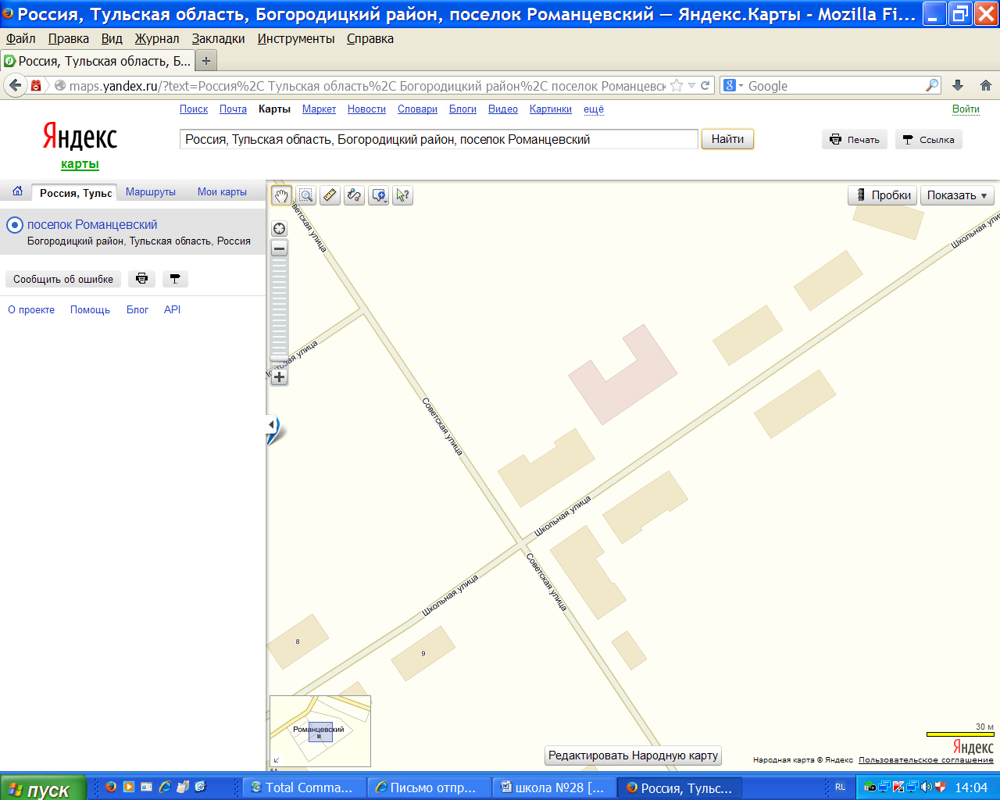 Россия, Тульская область, Богородицкий район, поселок Романцевский — Яндекс.Карты - Mozilla Fi...
Файл Правка Вид Журнал Закладки Инструменты Справка
Россия, Тульская область, Б... +
maps.yandex.ru/?text=Россия%2C Тульская область%2C Богородицкий район%2C поселок Романцевск
Google
Поиск Почта Карты Маркет Новости Словари Блоги Видео Картинки ещё Войти
Яндекс
карты
Россия, Тульская область, Богородицкий район, поселок Романцевский
Найти
Печать Ссылка
Россия, Тульс Маршруты Мои карты
поселок Романцевский
Богородицкий район, Тульская область, Россия
Сообщить об ошибке
О проекте Помощь Блог API
Пробки Показать
Советская улица
Школьная улица
Советская улица
Школьная улица
Советская улица
Школьная улица
8
9
Романцевский
30 м
Яндекс
Редактировать Народную карту
Народная карта © Яндекс Пользовательское соглашение
пуск
Total Comma...
Письмо отпр...
школа №28 [...
Россия, Тульс...
RL
14:04